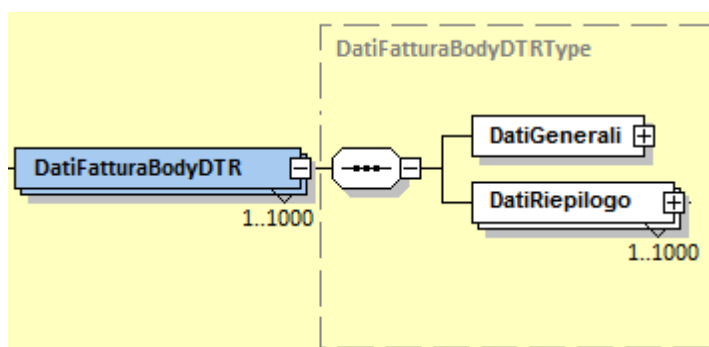 DatiFatturaBodyDTRType
DatiGenerali
DatiFatturaBodyDTR
1..1000
DatiRiepilogo
1..1000